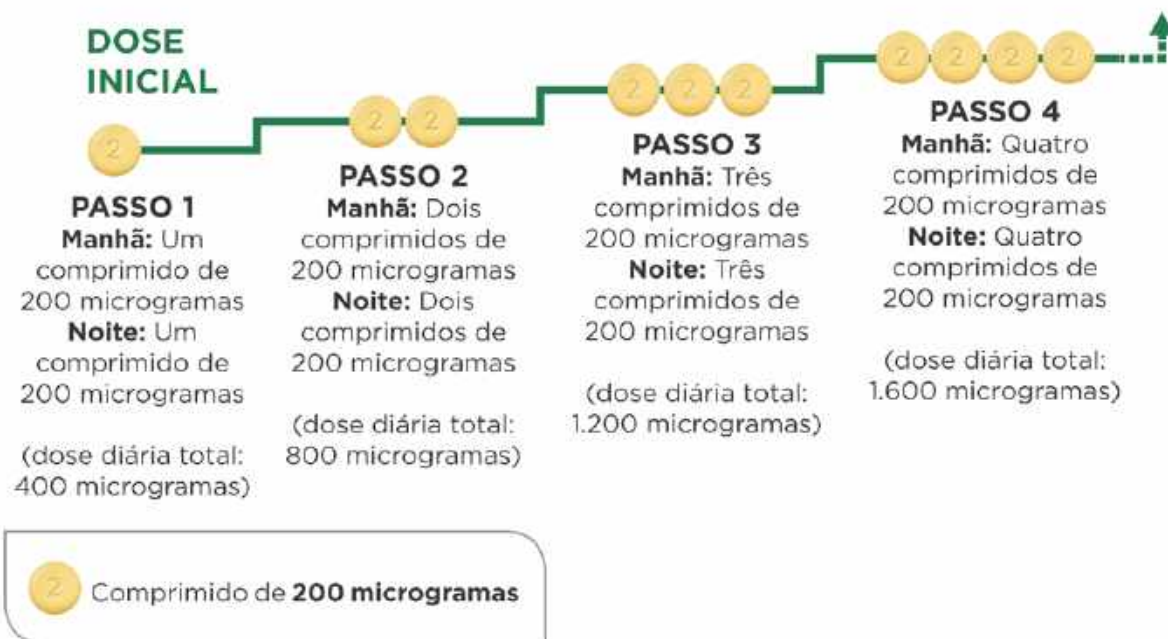 DOSE
INICIAL
2
2 2
2 2 2
2 2 2 2
PASSO 1
Manhã: Um
comprimido de
200 microgramas
Noite: Um
comprimido de
200 microgramas
(dose diária total:
400 microgramas)
PASSO 2
Manhã: Dois
comprimidos de
200 microgramas
Noite: Dois
comprimidos de
200 microgramas
(dose diária total:
800 microgramas)
PASSO 3
Manhã: Três
comprimidos de
200 microgramas
Noite: Três
comprimidos de
200 microgramas
(dose diária total:
1.200 microgramas)
PASSO 4
Manhã: Quatro
comprimidos de
200 microgramas
Noite: Quatro
comprimidos de
200 microgramas
(dose diária total:
1.600 microgramas)
2 Comprimido de 200 microgramas